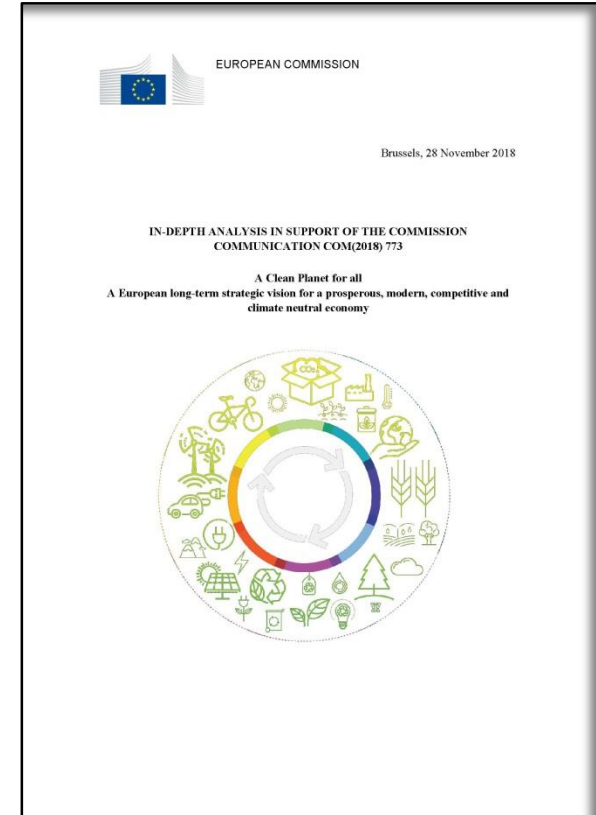 EUROPEAN COMMISSION
Brussels, 28 November 2018
IN-DEPTH ANALYSIS IN SUPPORT OF THE COMMISSION
COMMUNICATION COM(2018) 773
A Clean Planet for all
A European long-term strategic vision for a prosperous, modern, competitive and
climate neutral economy
CO₂